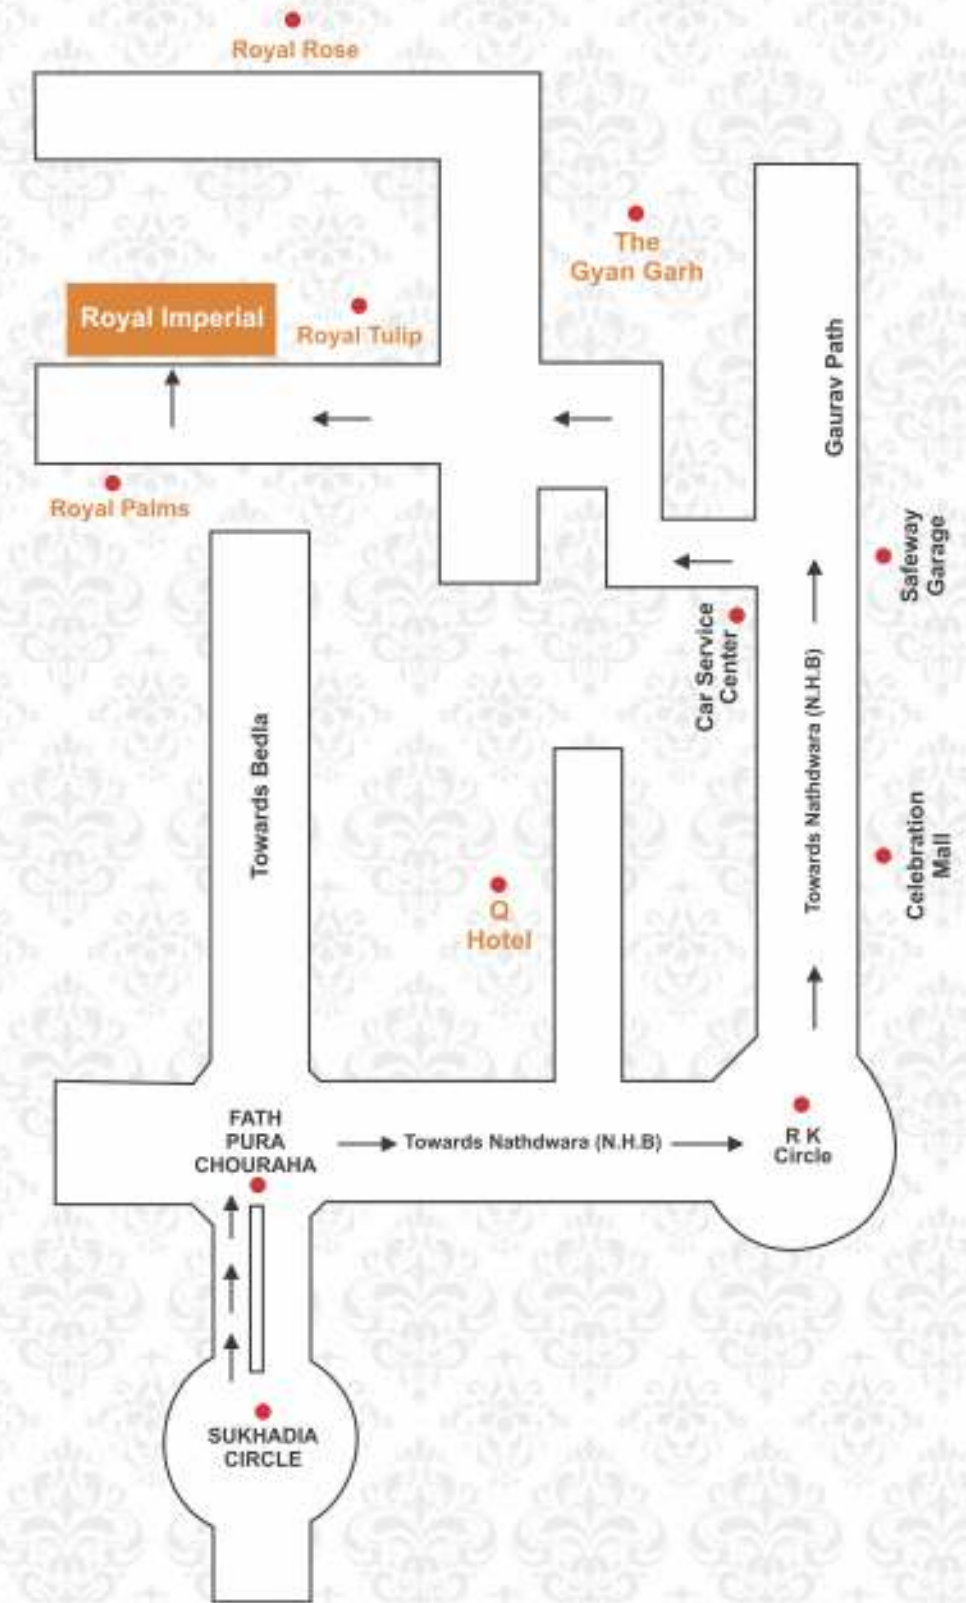 Royal Rose
The
Gyan Garh
Royal Imperial
Royal Tulip
Gaurav Path
Royal Palms
Safeway
Garage
Car Service
Center
Towards Bedla
Towards Nathdwara (N.H.B)
Celebration
Mall
Q
Hotel
FATH
PURA
CHOURAHA
Towards Nathdwara (N.H.B)
R K
Circle
SUKHADIA
CIRCLE